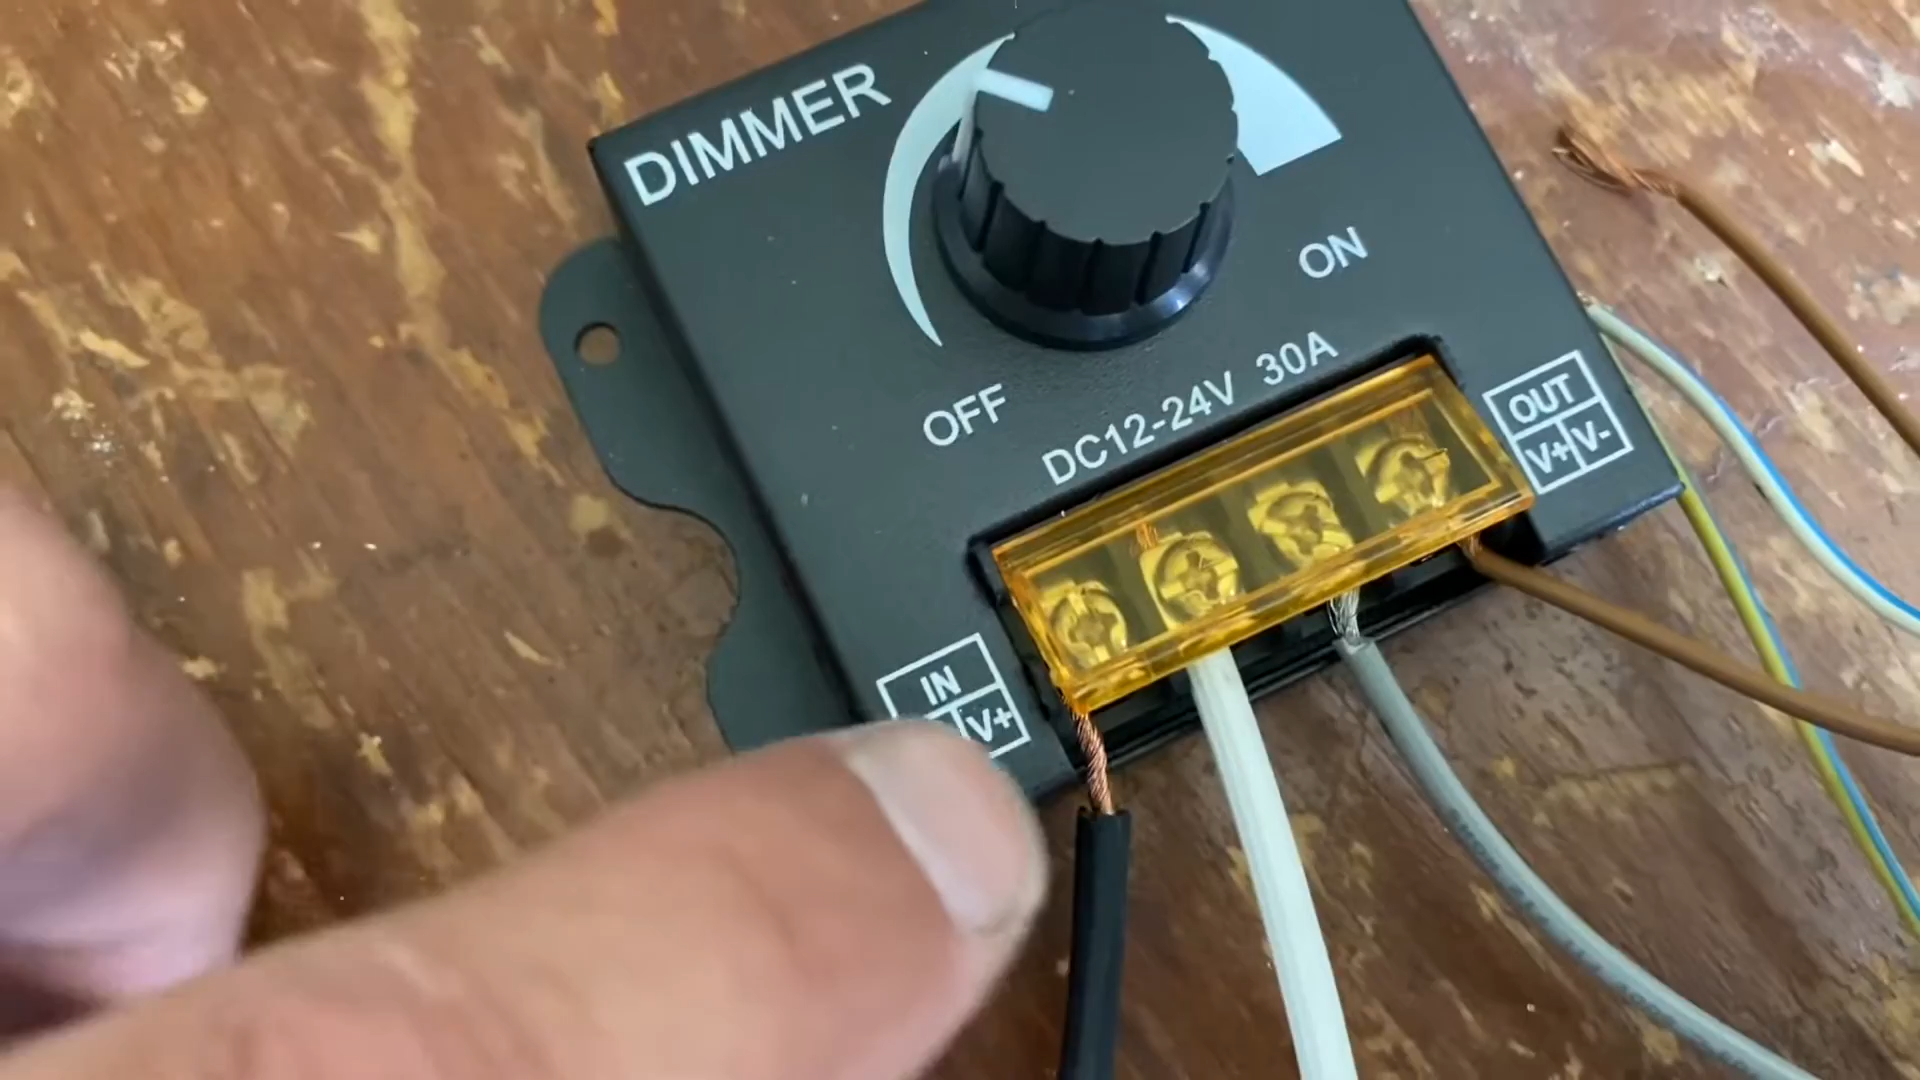 DIMMER
OFF
ON
DC12-24V 30A
OUT
V+ V-
IN
V+